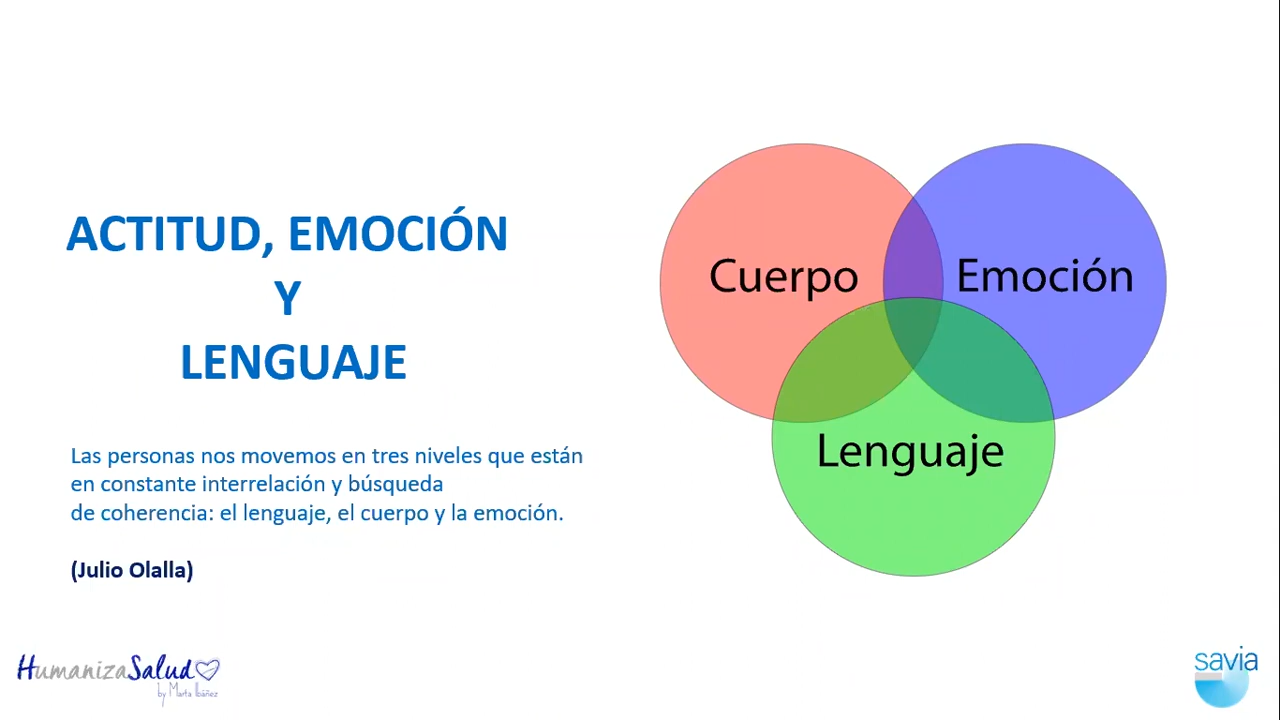 ACTITUD, EMOCIÓN
Y
LENGUAJE
Las personas nos movemos en tres niveles que están
en constante interrelación y búsqueda
de coherencia: el lenguaje, el cuerpo y la emoción.
(Julio Olalla)
Cuerpo
Emoción
Lenguaje
HumanizaSalud
by Marta Ibáñez
savia